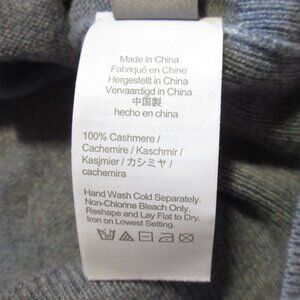 Made in China
Fabriqué en Chine
Hergestellt in China
Vervaardigd in China
中国製
hecho en china
100% Cashmere /
Cachemire / Kaschmir /
Kasjmier / カシミヤ /
cachemira
Hand Wash Cold Separately.
Non-Chlorine Bleach Only.
Reshape and Lay Flat to Dry.
Iron on Lowest Setting.